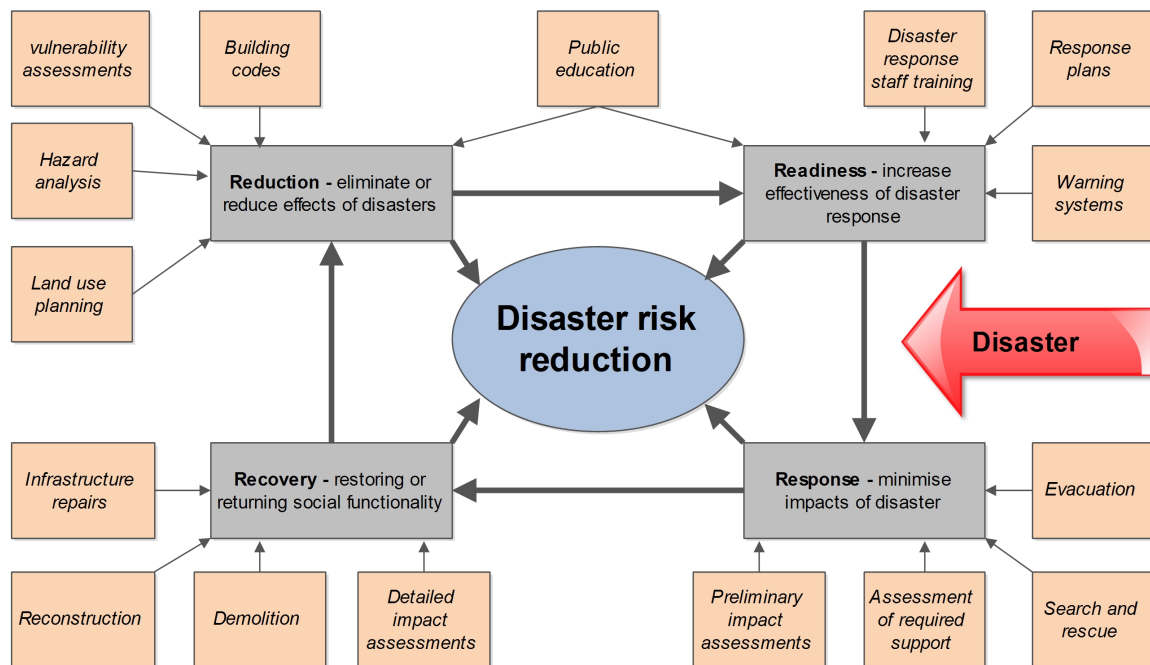 vulnerability
assessments
Building
codes
Public
education
Disaster
response
staff training
Response
plans
Hazard
analysis
Reduction - eliminate or
reduce effects of disasters
Readiness - increase
effectiveness of disaster
response
Warning
systems
Land use
planning
Disaster risk
reduction
Disaster
Infrastructure
repairs
Recovery - restoring or
returning social functionality
Response - minimise
impacts of disaster
Evacuation
Reconstruction
Demolition
Detailed
impact
assessments
Preliminary
impact
assessments
Assessment
of required
support
Search and
rescue